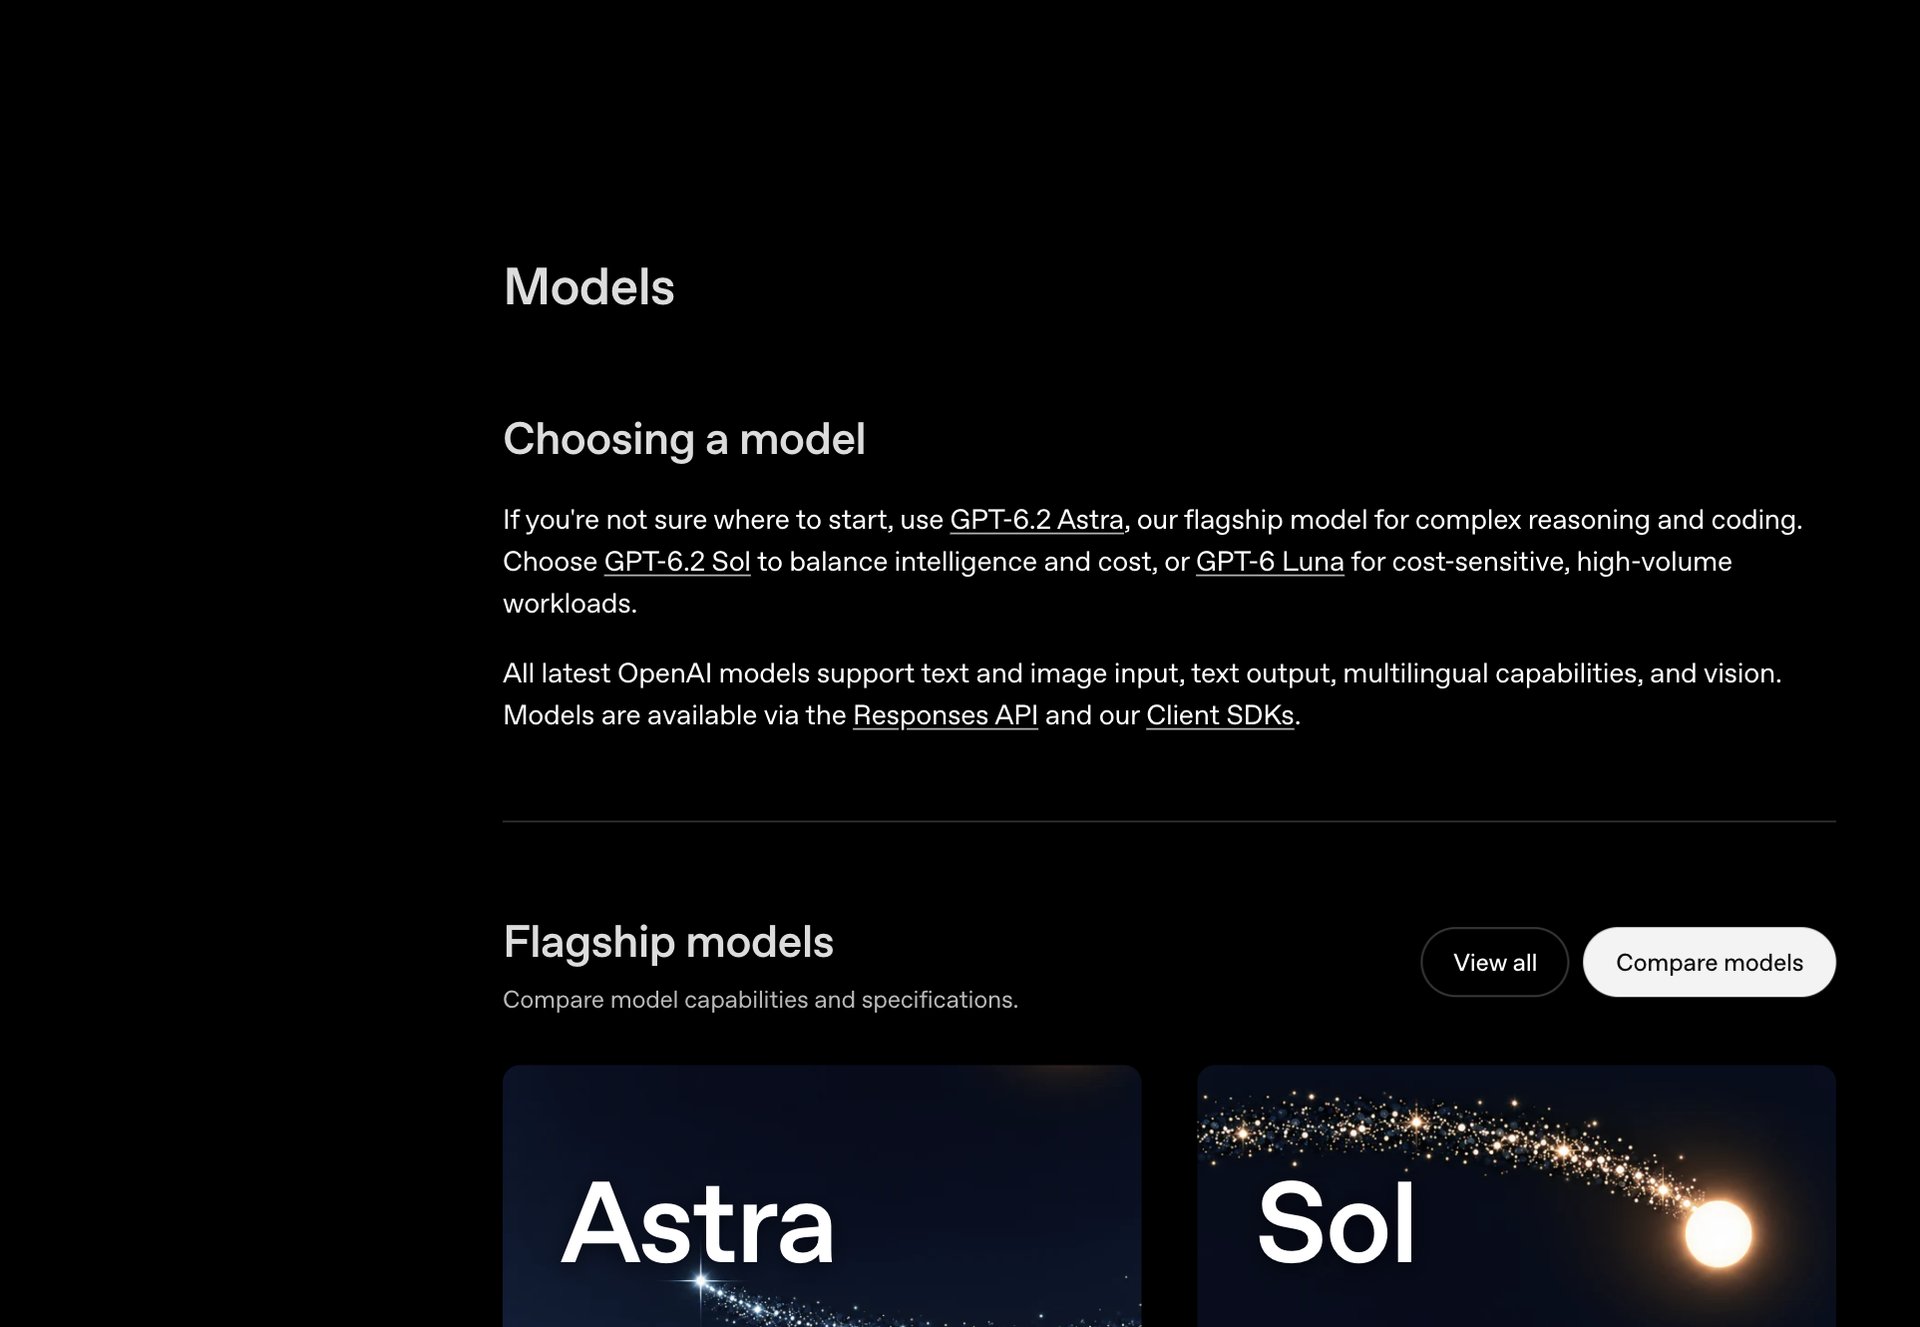 Models
Choosing a model
If you're not sure where to start, use GPT-6.2 Astra, our flagship model for complex reasoning and coding.
Choose GPT-6.2 Sol to balance intelligence and cost, or GPT-6 Luna for cost-sensitive, high-volume
workloads.
All latest OpenAI models support text and image input, text output, multilingual capabilities, and vision.
Models are available via the Responses API and our Client SDKs.
Flagship models
View all
Compare models
Compare model capabilities and specifications.
Astra
Sol